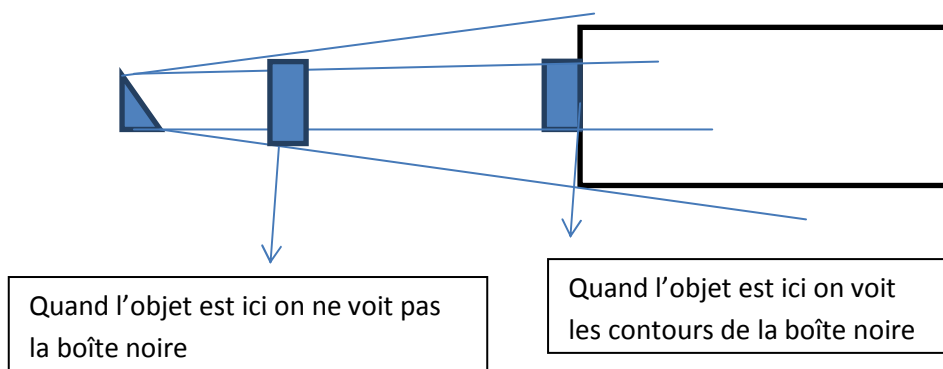 Quand l’objet est ici on ne voit pas
la boîte noire
Quand l’objet est ici on voit
les contours de la boîte noire